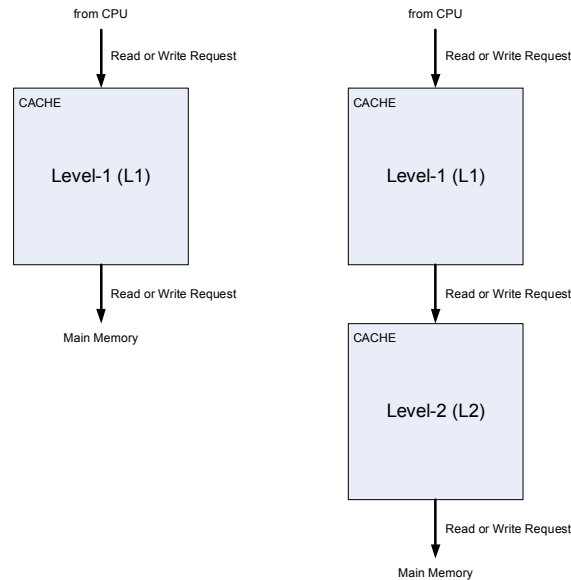 from CPU
Read or Write Request
CACHE
Level-1 (L1)
Read or Write Request
Main Memory
from CPU
Read or Write Request
CACHE
Level-1 (L1)
Read or Write Request
CACHE
Level-2 (L2)
Read or Write Request
Main Memory